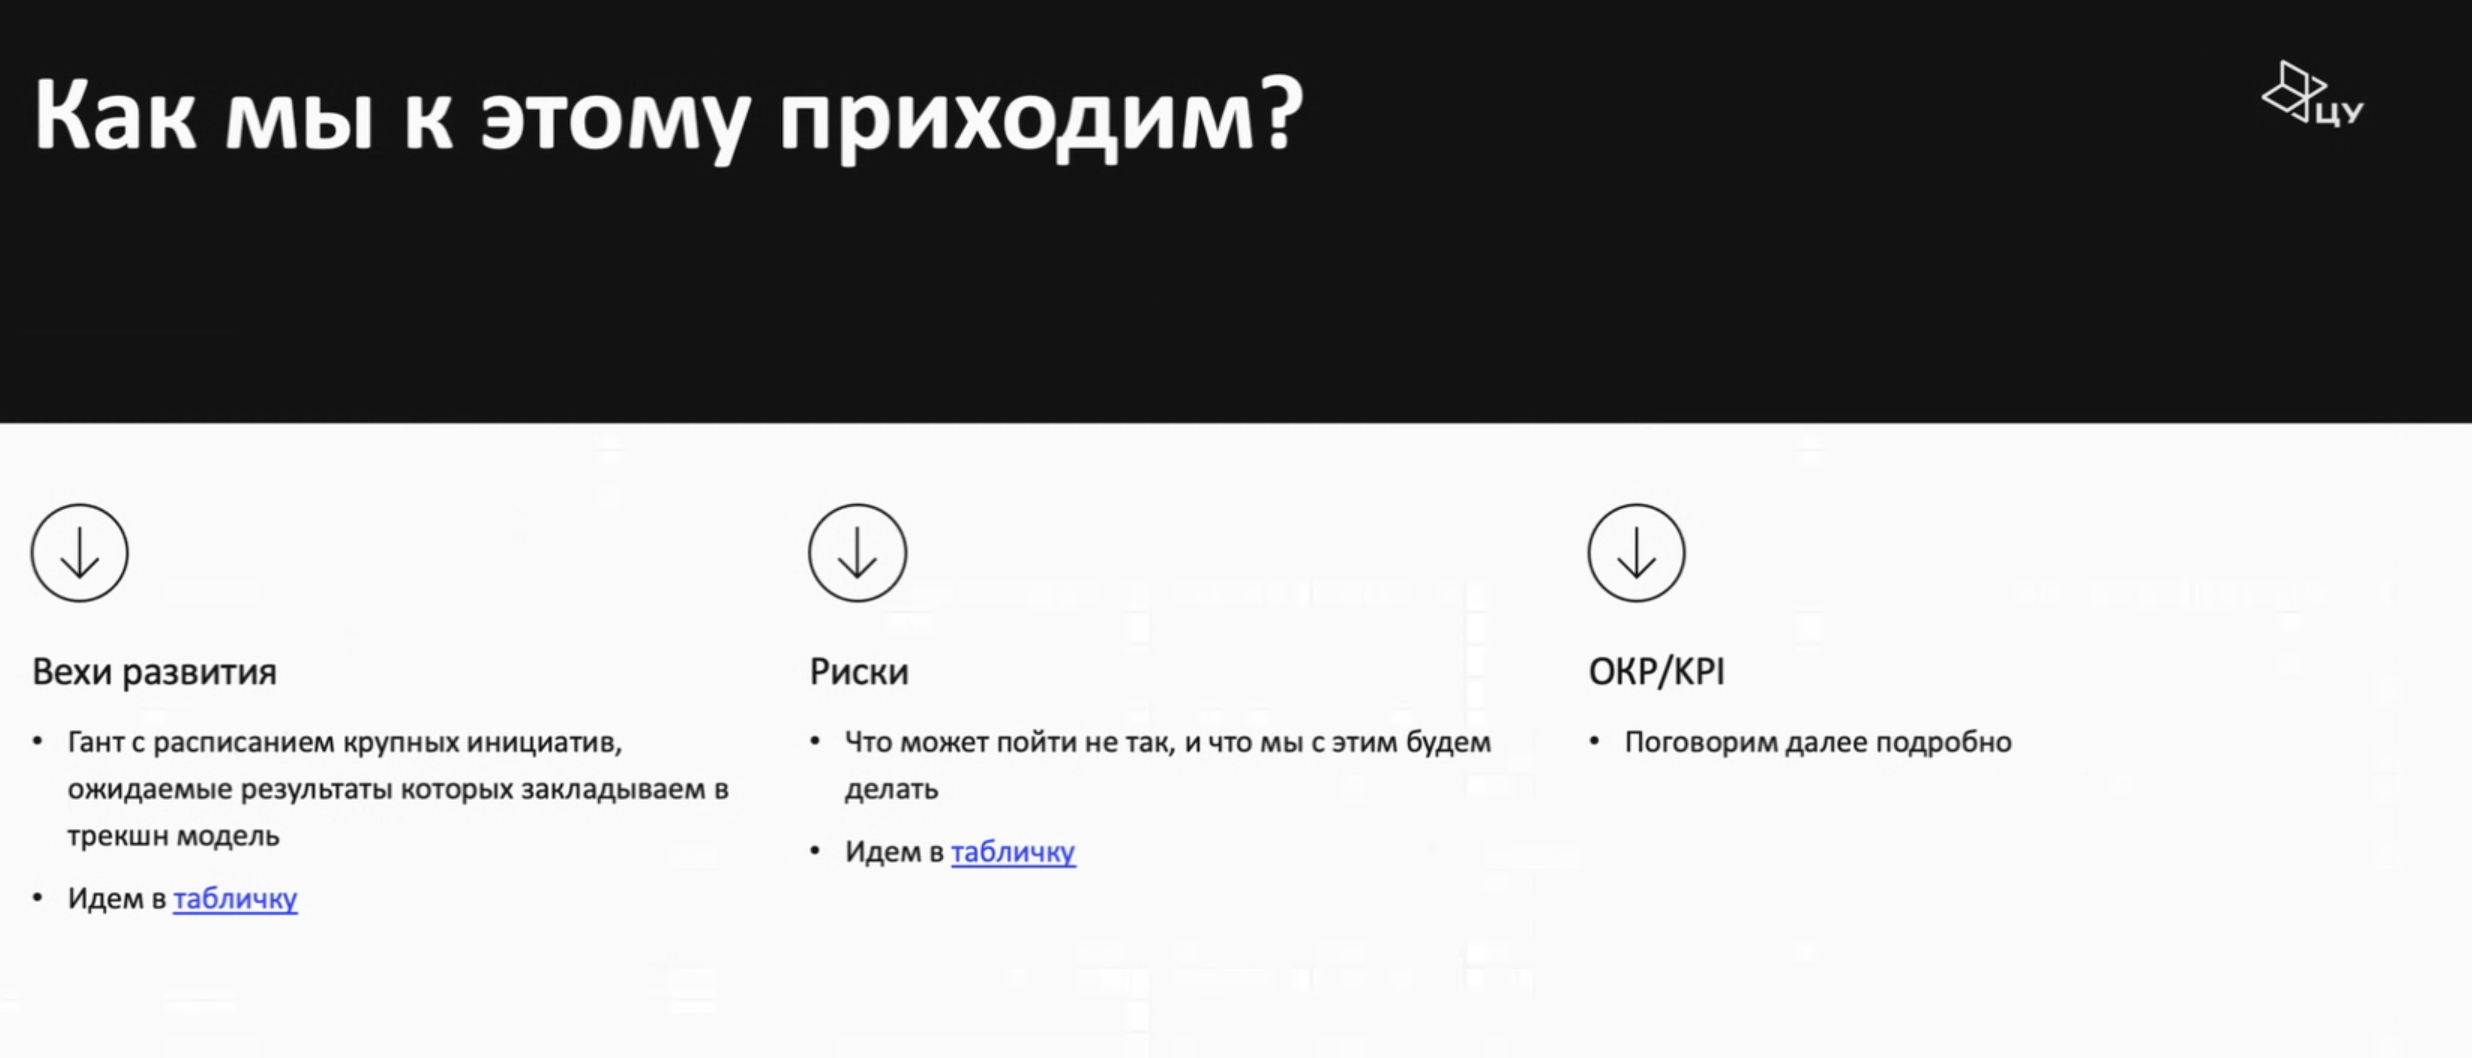 Как мы к этому приходим?
ЦУ
Вехи развития
• Гант с расписанием крупных инициатив,
ожидаемые результаты которых закладываем в
трекшн модель
• Идем в табличку
Риски
• Что может пойти не так, и что мы с этим будем
делать
• Идем в табличку
ОКР/KPI
• Поговорим далее подробно